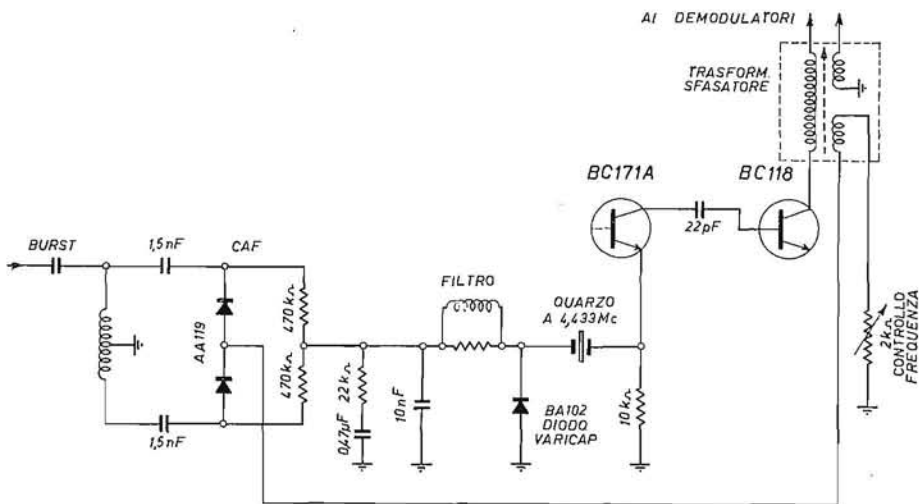 AI DEMODULATORI
TRASFORM.
SFASATORE
BC171A
BC118
22pF
BURST
1,5nF
CAF
AA119
470kΩ
470kΩ
1,5nF
22kΩ
0,47µF
10nF
FILTRO
QUARZO
A 4,433Mc
BA102
DIODO
VARICAP
10kΩ
2kΩ
CONTROLLO
FREQUENZA